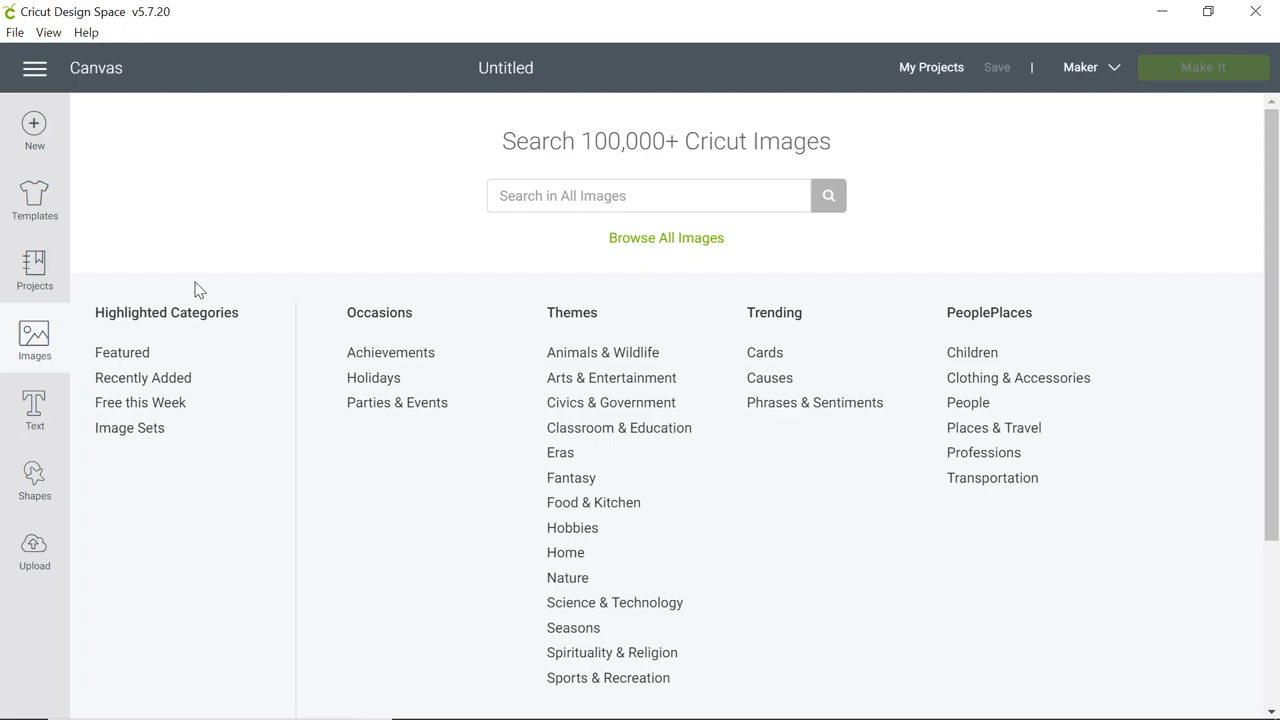 Cricut Design Space v5.7.20
File View Help
Canvas Untitled My Projects Save | Maker Make It
New
Templates
Projects
Images
Text
Shapes
Upload
Search 100,000+ Cricut Images
Search in All Images
Browse All Images
Highlighted Categories
Featured
Recently Added
Free this Week
Image Sets
Occasions
Achievements
Holidays
Parties & Events
Themes
Animals & Wildlife
Arts & Entertainment
Civics & Government
Classroom & Education
Eras
Fantasy
Food & Kitchen
Hobbies
Home
Nature
Science & Technology
Seasons
Spirituality & Religion
Sports & Recreation
Trending
Cards
Causes
Phrases & Sentiments
PeoplePlaces
Children
Clothing & Accessories
People
Places & Travel
Professions
Transportation